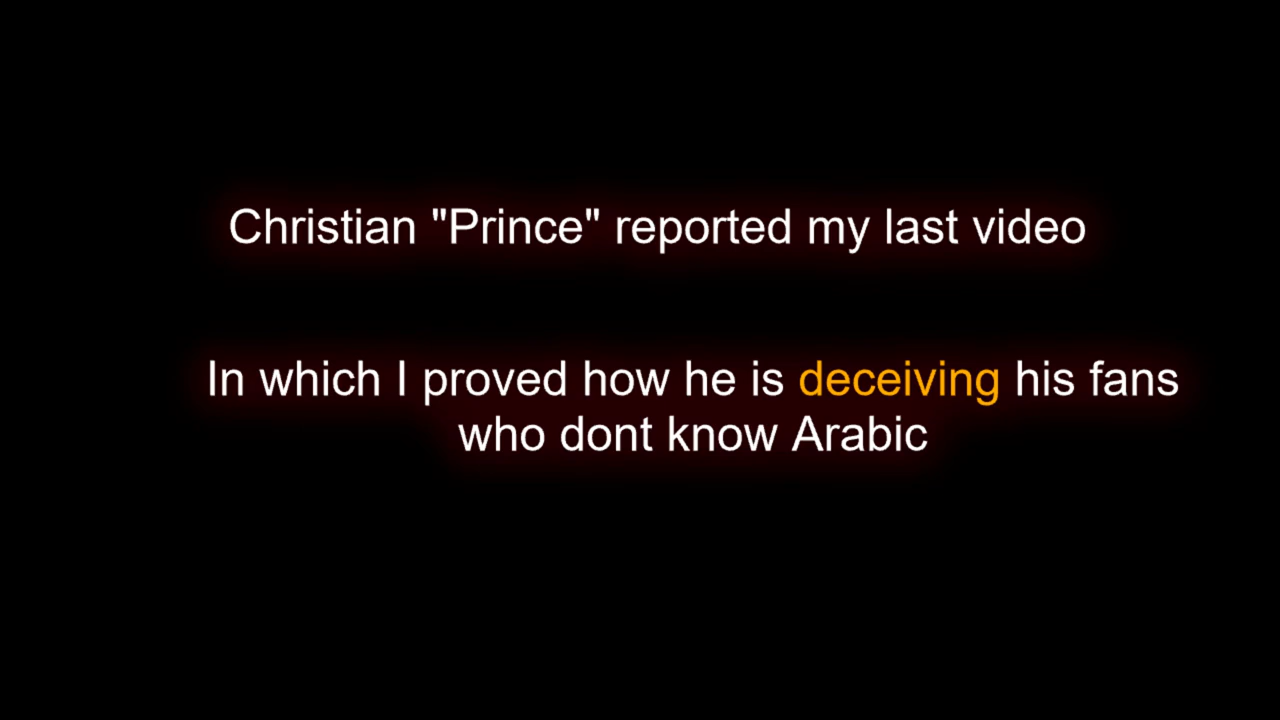 Christian "Prince" reported my last video
In which I proved how he is deceiving his fans
who dont know Arabic